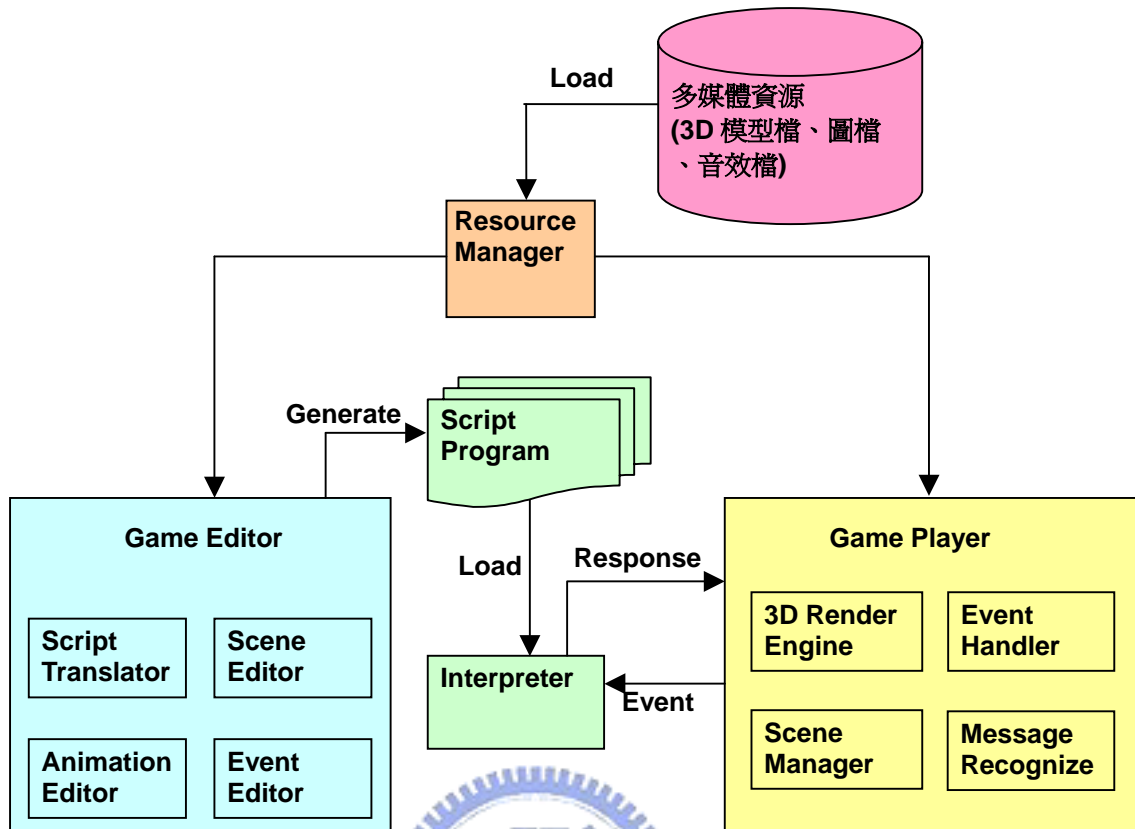 Load
多媒體資源
(3D 模型檔、圖檔
、音效檔)
Resource
Manager
Generate
Script
Program
Game Editor
Load
Response
Game Player
Script
Translator
Scene
Editor
Animation
Editor
Event
Editor
Interpreter
Event
3D Render
Engine
Event
Handler
Scene
Manager
Message
Recognize